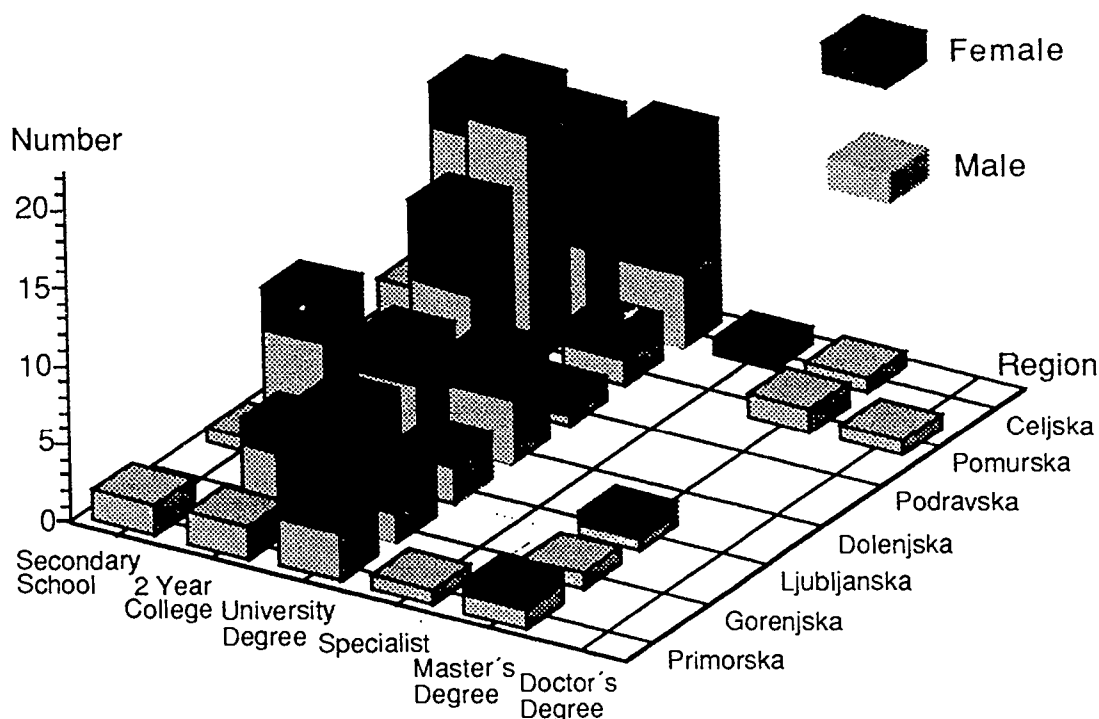 Female
Male
Number
20
15
10
5
0
Region
Celjska
Pomurska
Podravska
Dolenjska
Ljubljanska
Gorenjska
Primorska
Secondary
School
2 Year
College
University
Degree
Specialist
Master´s
Degree
Doctor´s
Degree